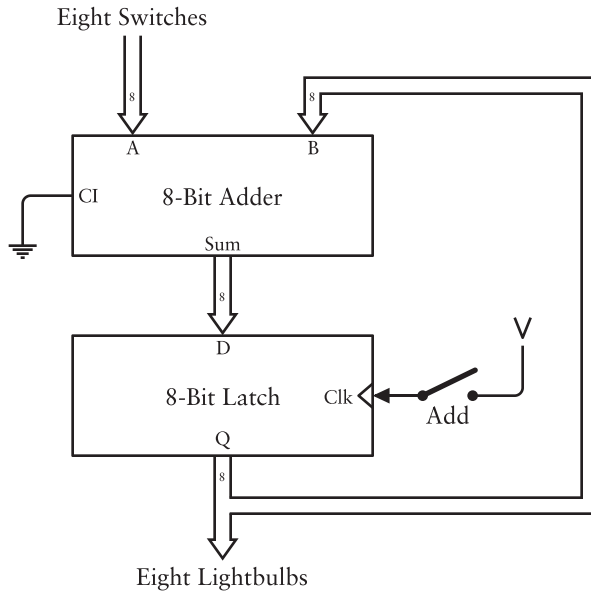 Eight Switches
8
8
A
B
CI
8-Bit Adder
Sum
8
D
V
8-Bit Latch
Clk
Add
Q
8
Eight Lightbulbs